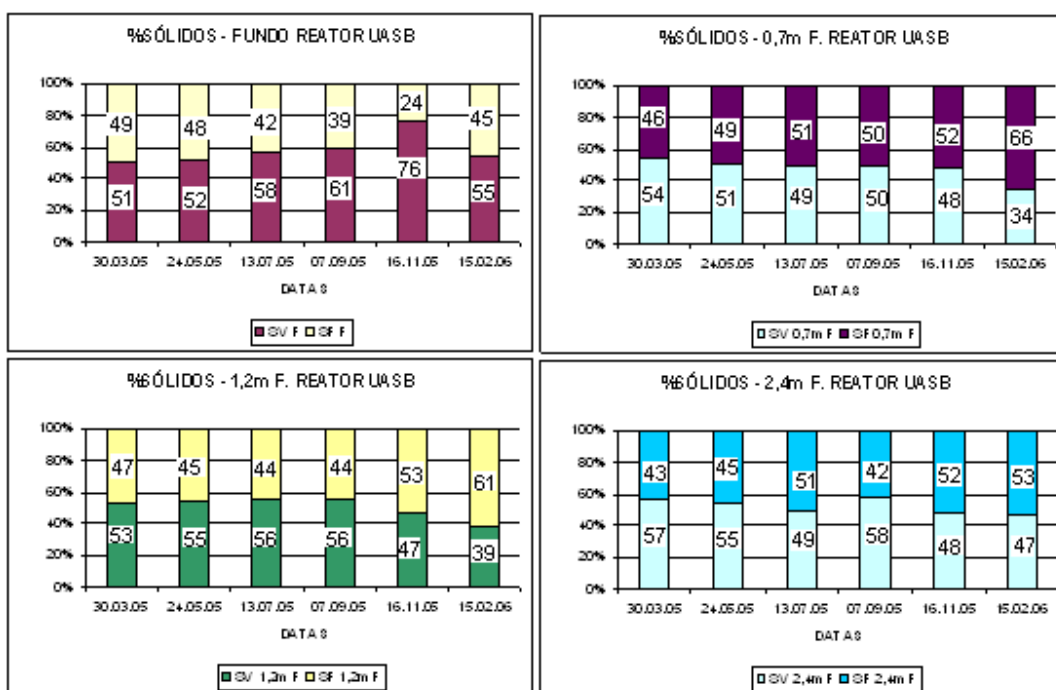 %SÓLIDOS - FUNDO REATOR UASB
100%
80%
60%
40%
20%
0%
49 48 42 39 24 45
51 52 58 61 76 55
30.03.05 24.05.05 13.07.05 07.09.05 16.11.05 15.02.06
DATAS
SV F SF F
%SÓLIDOS - 0,7m F. REATOR UASB
100%
80%
60%
40%
20%
0%
46 49 51 50 52 66
54 51 49 50 48 34
30.03.05 24.05.05 13.07.05 07.09.05 16.11.05 15.02.06
DATAS
SV 0,7m F SF 0,7m F
%SÓLIDOS - 1,2m F. REATOR UASB
100%
80%
60%
40%
20%
0%
47 45 44 44 53 61
53 55 56 56 47 39
30.03.05 24.05.05 13.07.05 07.09.05 16.11.05 15.02.06
DATAS
SV 1,2m F SF 1,2m F
%SÓLIDOS - 2,4m F. REATOR UASB
100%
80%
60%
40%
20%
0%
43 45 51 42 52 53
57 55 49 58 48 47
30.03.05 24.05.05 13.07.05 07.09.05 16.11.05 15.02.06
DATAS
SV 2,4m F SF 2,4m F